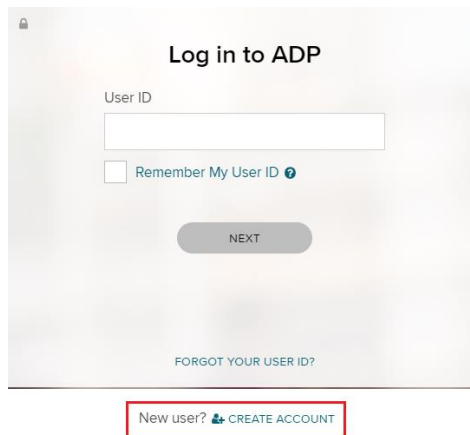 Log in to ADP
User ID
Remember My User ID ?
NEXT
FORGOT YOUR USER ID?
New user? CREATE ACCOUNT